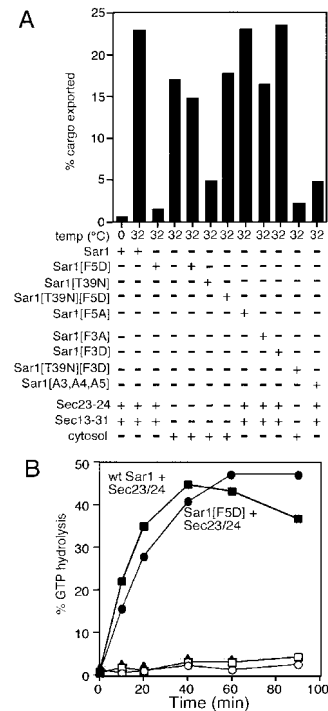 A
25
20
15
10
5
0
% cargo exported
temp (°C) 0 32 32 32 32 32 32 32 32 32 32 32
Sar1 + + - - - - - - - - - -
Sar1[F5D] - - + - + - - - - - - -
Sar1[T39N] - - - - - + - - - - - -
Sar1[T39N][F5D] - - - - - - + - - - - -
Sar1[F5A] - - - - - - - + - - - -
Sar1[F3A] - - - - - - - - + - - -
Sar1[F3D] - - - - - - - - - + - -
Sar1[T39N][F3D] - - - - - - - - - - + -
Sar1[A3,A4,A5] - - - - - - - - - - - +
Sec23-24 + + + - - - - + + + - +
Sec13-31 + + + - - - - + + + - +
cytosol - - - + + + + - - - + -
B
50
40
30
20
10
0
% GTP hydrolysis
wt Sar1 +
Sec23/24
Sar1[F5D] +
Sec23/24
0 20 40 60 80 100
Time (min)